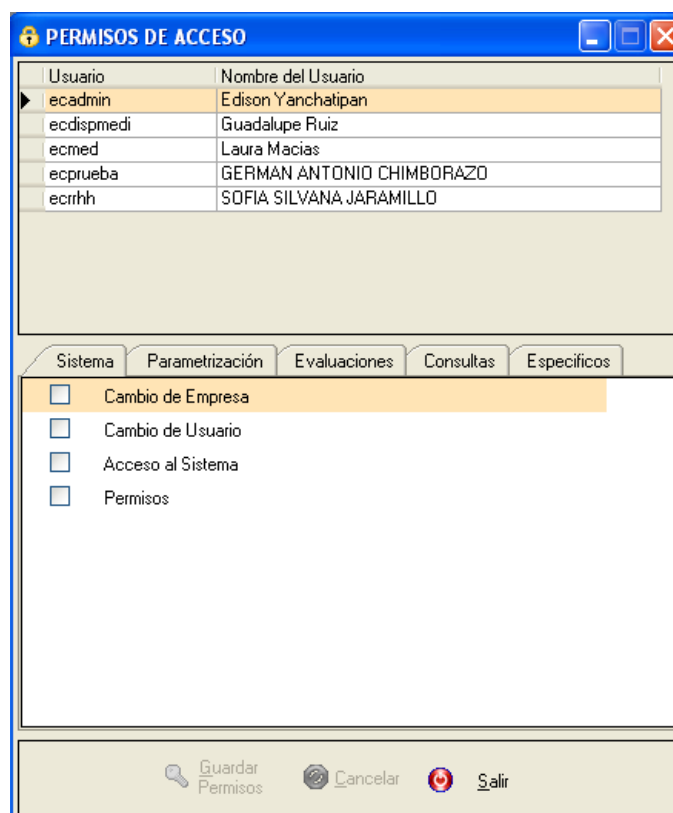 PERMISOS DE ACCESO
Usuario Nombre del Usuario
ecadmin Edison Yanchatipan
ecdispmedi Guadalupe Ruiz
ecmed Laura Macias
ecprueba GERMAN ANTONIO CHIMBORAZO
ecrrhh SOFIA SILVANA JARAMILLO
Sistema Parametrización Evaluaciones Consultas Especificos
Cambio de Empresa
Cambio de Usuario
Acceso al Sistema
Permisos
Guardar Permisos Cancelar Salir